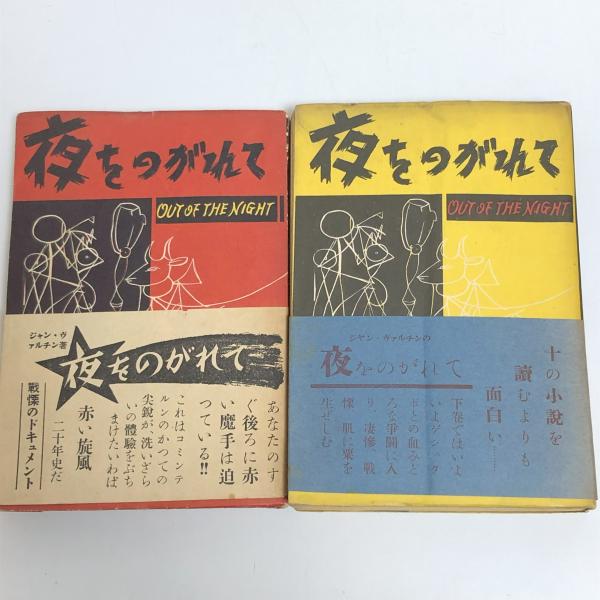 夜をのがれて
OUT OF THE NIGHT
ジャン・ヴ
ァルチン著
夜をのがれて
あなたのす
ぐ後ろに赤
い魔手は迫
つている!!
これはコミンテ
ルンのかつての
尖鋭が、洗いざら
いの體驗をぶち
まけたいわば
赤い旋風
二十年史だ
戰慄のドキュメント
夜をのがれて
OUT OF THE NIGHT
ジヤン・ヴァルチンの
夜をのがれて
十の小說を
讀むよりも
面白い……
下巻ではいよ
いよゲシュタ
ポとの血みど
ろな爭鬪に入
り 凄慘 戰
慄 肌に粟を
生ぜしむ